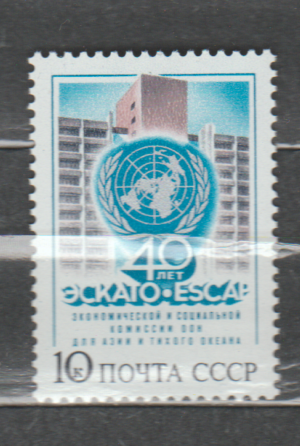 40
ЛЕТ
ЭСКАТО • ESCAP
ЭКОНОМИЧЕСКОЙ И СОЦИАЛЬНОЙ
КОМИССИИ ООН
ДЛЯ АЗИИ И ТИХОГО ОКЕАНА
10к ПОЧТА СССР